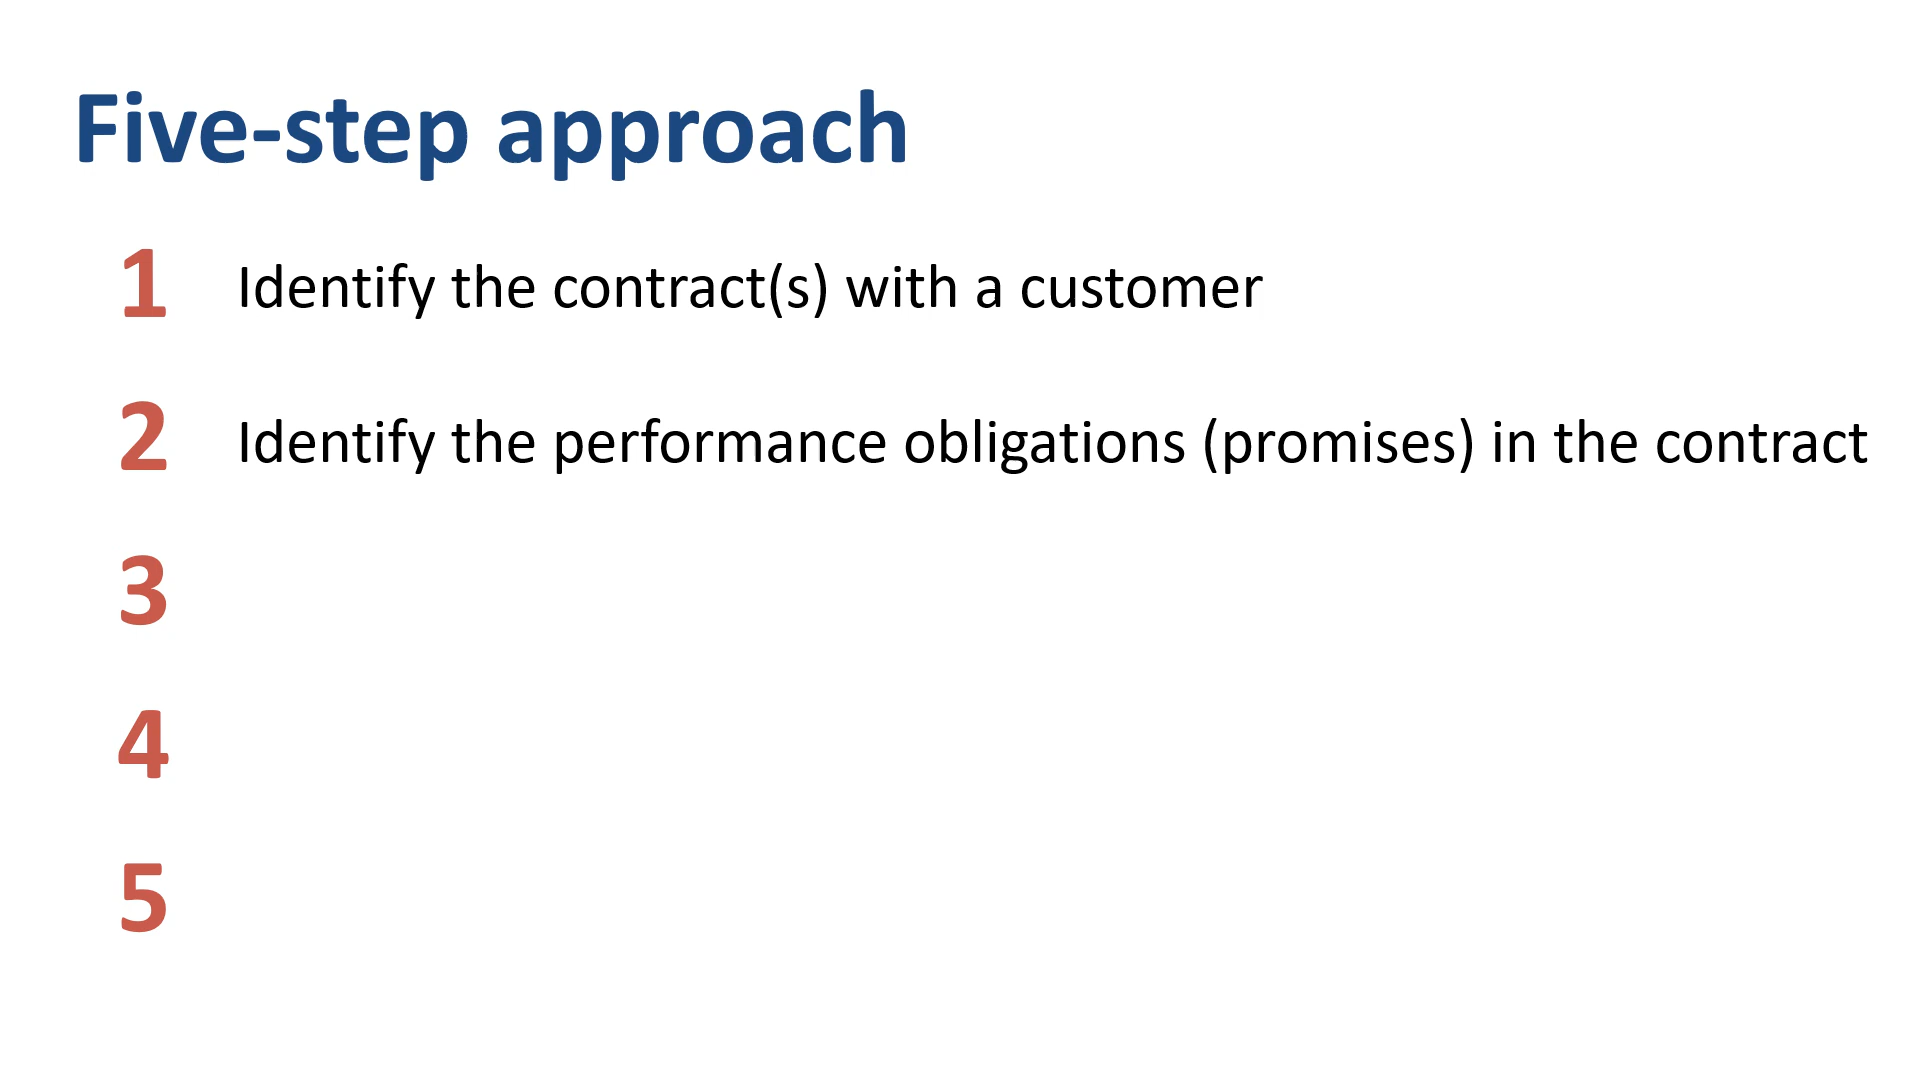 Five-step approach
1 Identify the contract(s) with a customer
2 Identify the performance obligations (promises) in the contract
3
4
5